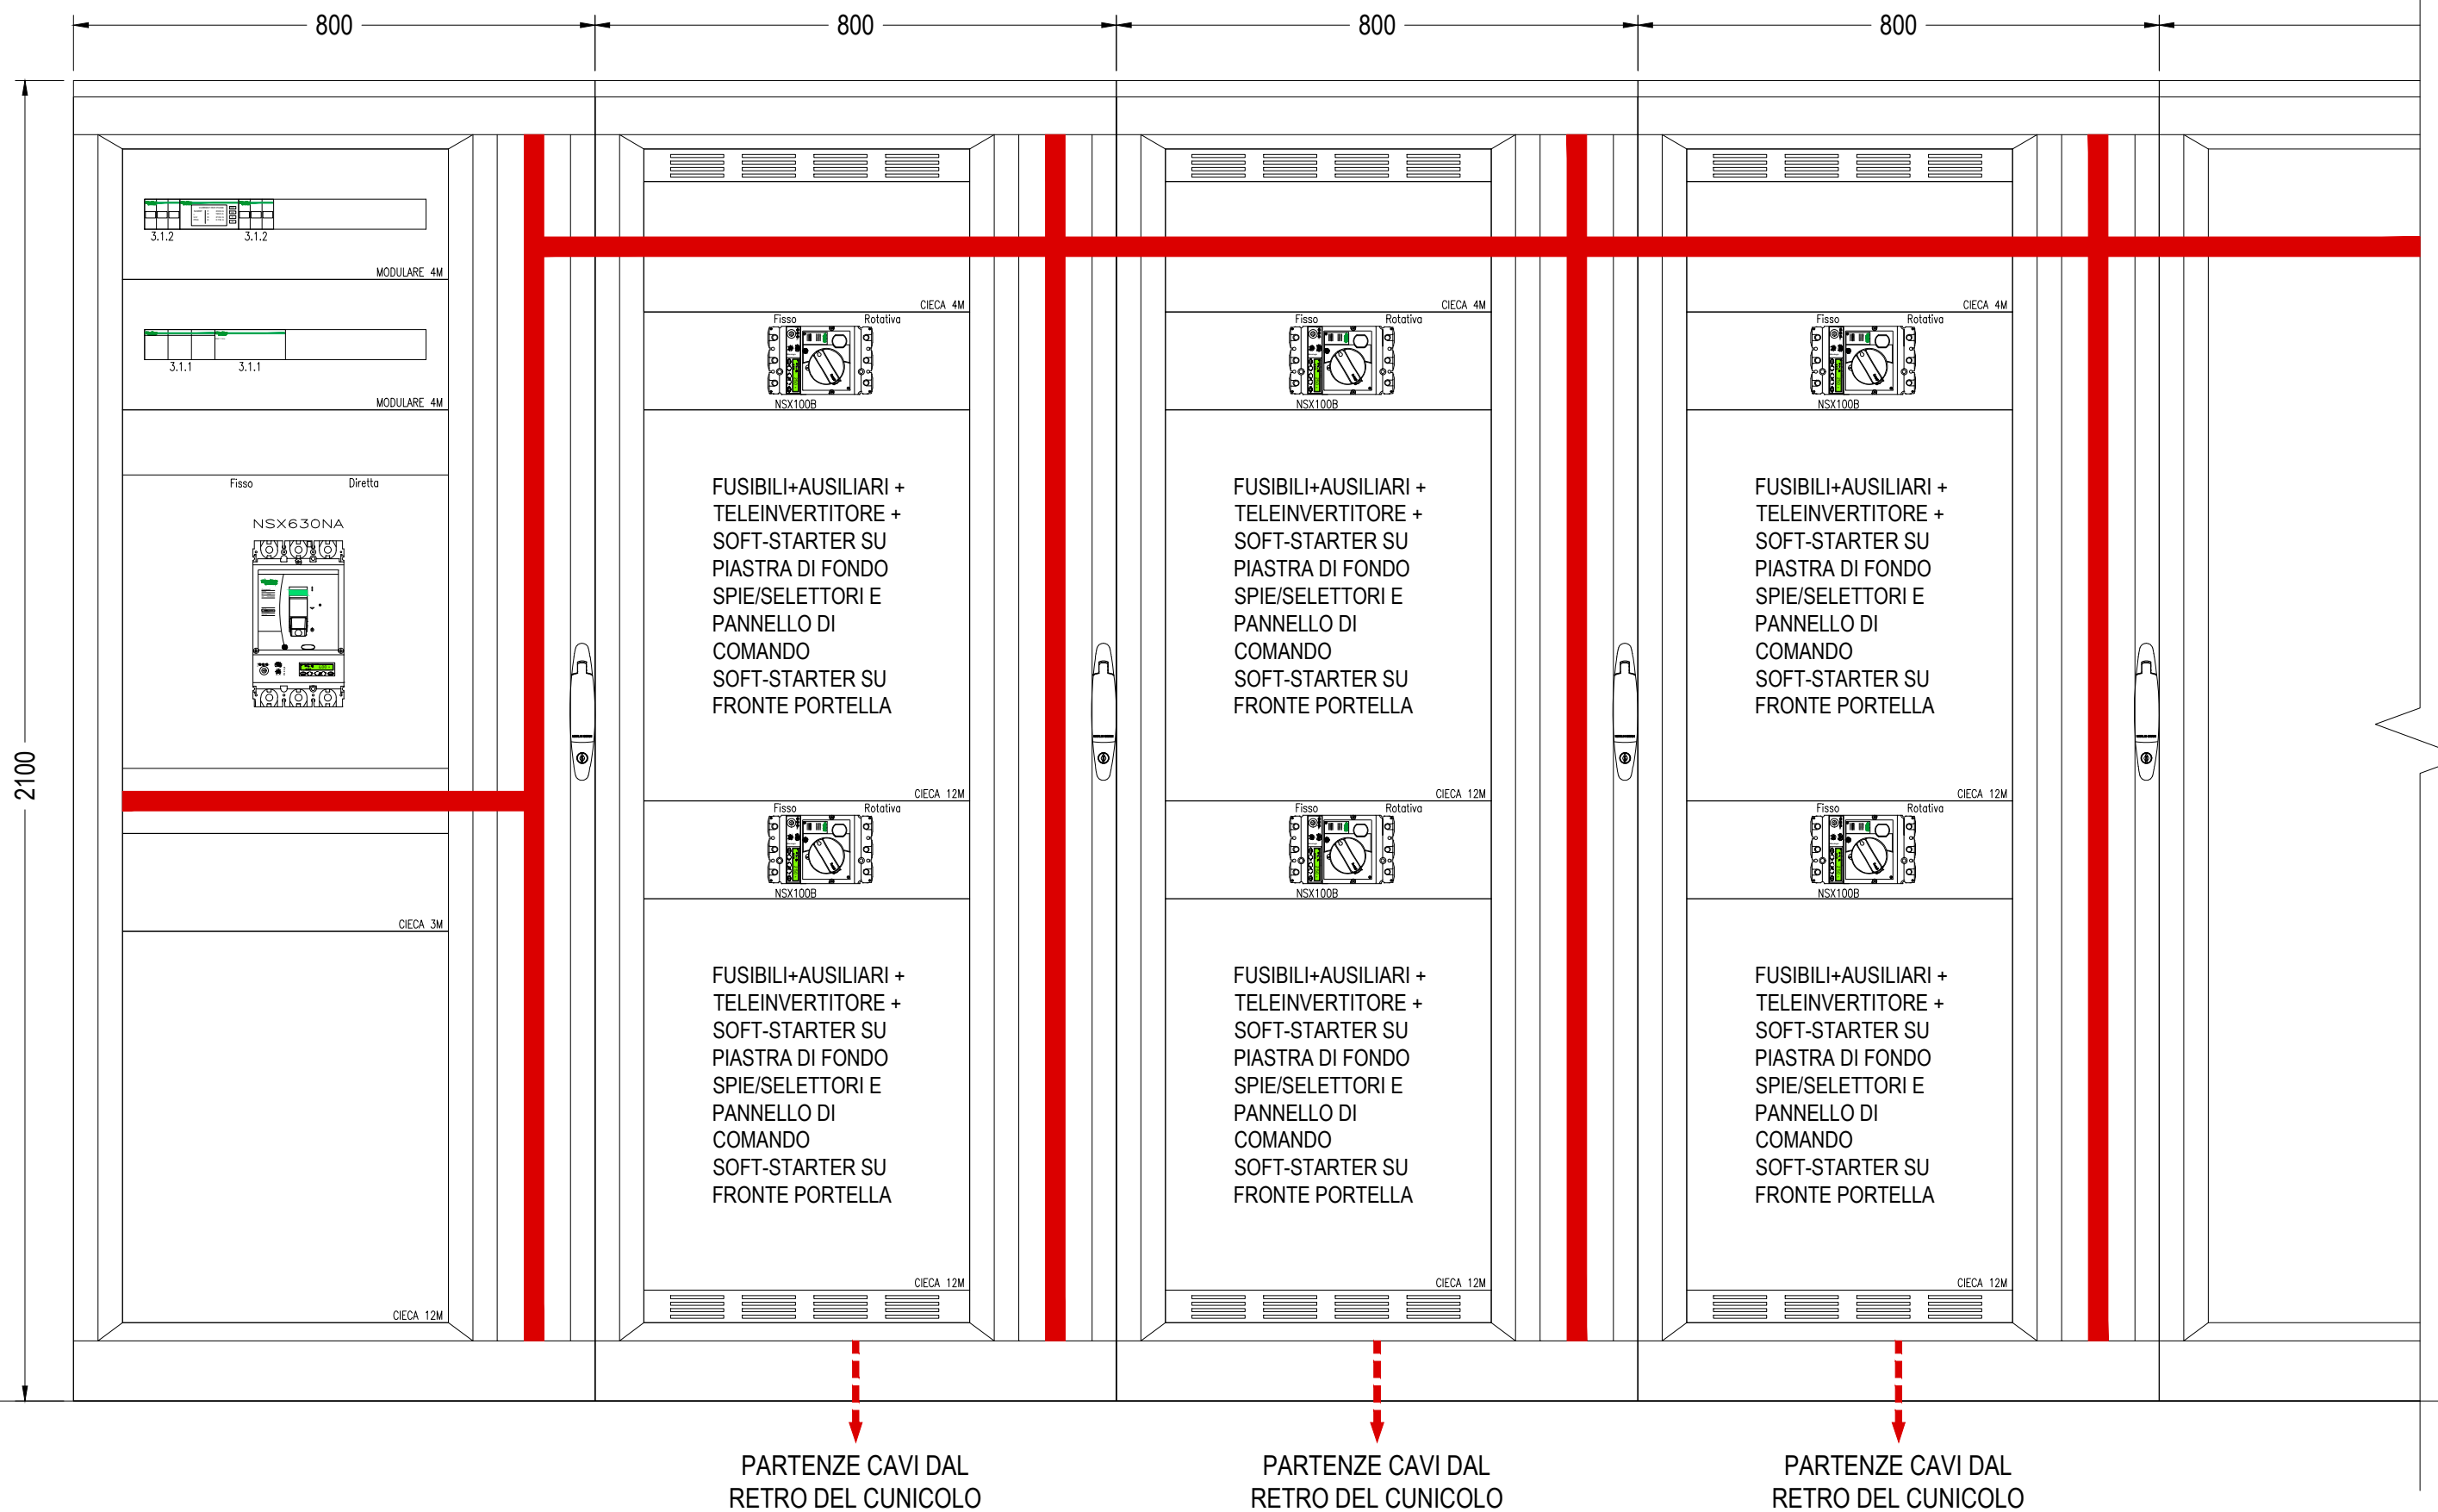 800
800
800
800
2100
3.1.2
3.1.2
MODULARE 4M
3.1.1
3.1.1
MODULARE 4M
Fisso
Diretta
NSX630NA
CIECA 3M
CIECA 12M
CIECA 4M
Fisso
Rotativa
NSX100B
FUSIBILI+AUSILIARI +
TELEINVERTITORE +
SOFT-STARTER SU
PIASTRA DI FONDO
SPIE/SELETTORI E
PANNELLO DI
COMANDO
SOFT-STARTER SU
FRONTE PORTELLA
CIECA 12M
Fisso
Rotativa
NSX100B
FUSIBILI+AUSILIARI +
TELEINVERTITORE +
SOFT-STARTER SU
PIASTRA DI FONDO
SPIE/SELETTORI E
PANNELLO DI
COMANDO
SOFT-STARTER SU
FRONTE PORTELLA
CIECA 12M
PARTENZE CAVI DAL
RETRO DEL CUNICOLO
CIECA 4M
Fisso
Rotativa
NSX100B
FUSIBILI+AUSILIARI +
TELEINVERTITORE +
SOFT-STARTER SU
PIASTRA DI FONDO
SPIE/SELETTORI E
PANNELLO DI
COMANDO
SOFT-STARTER SU
FRONTE PORTELLA
CIECA 12M
Fisso
Rotativa
NSX100B
FUSIBILI+AUSILIARI +
TELEINVERTITORE +
SOFT-STARTER SU
PIASTRA DI FONDO
SPIE/SELETTORI E
PANNELLO DI
COMANDO
SOFT-STARTER SU
FRONTE PORTELLA
CIECA 12M
PARTENZE CAVI DAL
RETRO DEL CUNICOLO
CIECA 4M
Fisso
Rotativa
NSX100B
FUSIBILI+AUSILIARI +
TELEINVERTITORE +
SOFT-STARTER SU
PIASTRA DI FONDO
SPIE/SELETTORI E
PANNELLO DI
COMANDO
SOFT-STARTER SU
FRONTE PORTELLA
CIECA 12M
Fisso
Rotativa
NSX100B
FUSIBILI+AUSILIARI +
TELEINVERTITORE +
SOFT-STARTER SU
PIASTRA DI FONDO
SPIE/SELETTORI E
PANNELLO DI
COMANDO
SOFT-STARTER SU
FRONTE PORTELLA
CIECA 12M
PARTENZE CAVI DAL
RETRO DEL CUNICOLO